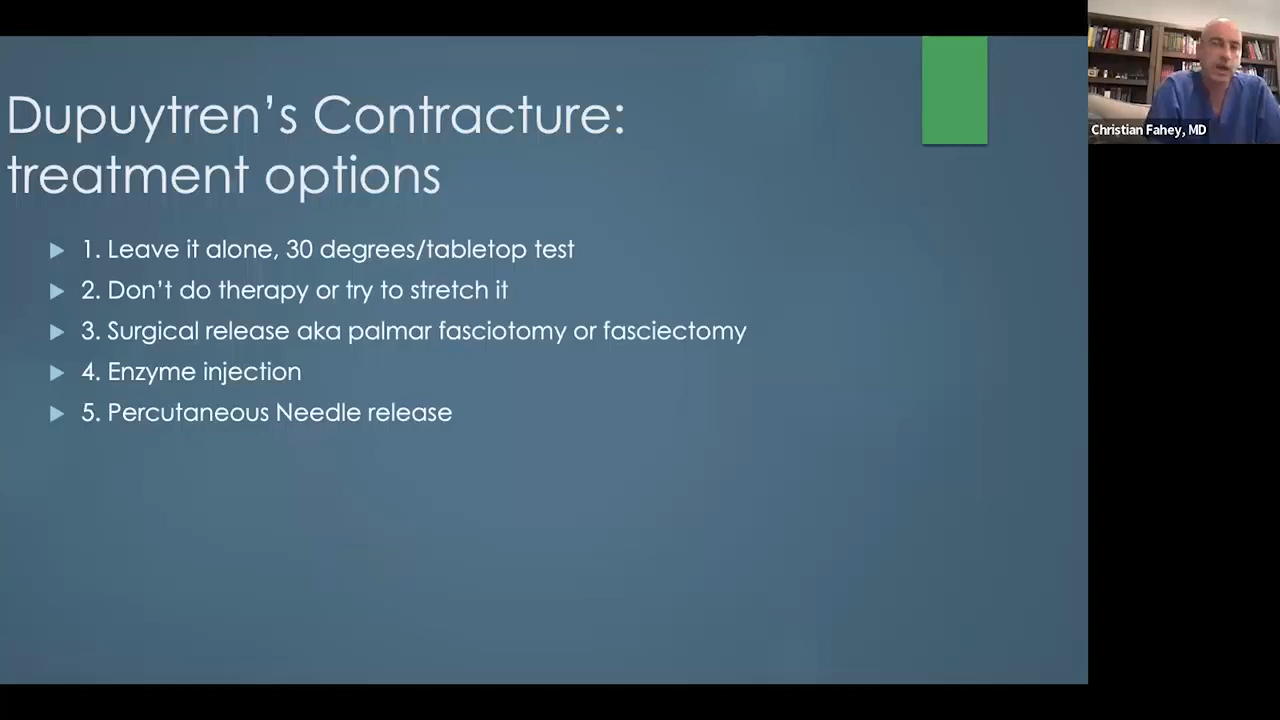 Dupuytren’s Contracture:
treatment options
1. Leave it alone, 30 degrees/tabletop test
2. Don’t do therapy or try to stretch it
3. Surgical release aka palmar fasciotomy or fasciectomy
4. Enzyme injection
5. Percutaneous Needle release
Christian Fahey, MD